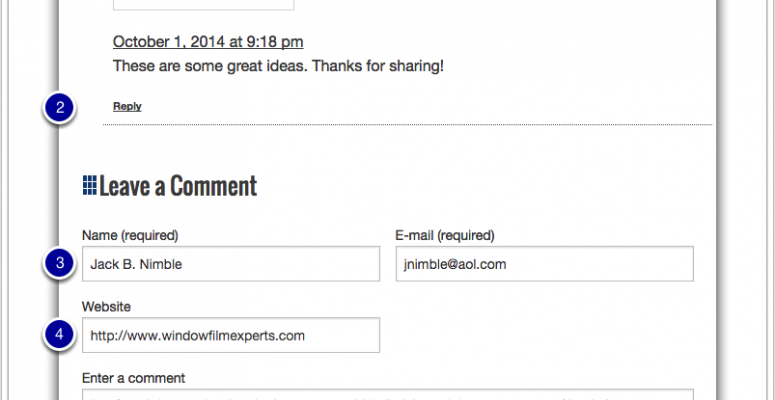 October 1, 2014 at 9:18 pm
These are some great ideas. Thanks for sharing!
2
Reply
Leave a Comment
Name (required) E-mail (required)
3 Jack B. Nimble jnimble@aol.com
Website
4 http://www.windowfilmexperts.com
Enter a comment